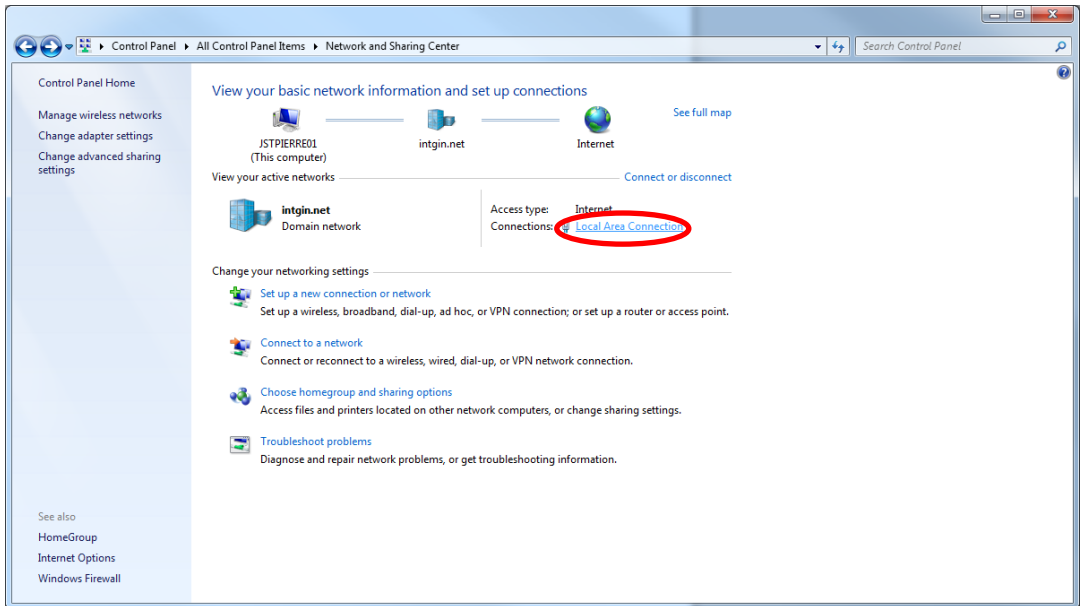 Control Panel ▸ All Control Panel Items ▸ Network and Sharing Center
Search Control Panel
Control Panel Home
Manage wireless networks
Change adapter settings
Change advanced sharing
settings
See also
HomeGroup
Internet Options
Windows Firewall
View your basic network information and set up connections
See full map
JSTPIERRE01
(This computer)
intgin.net
Internet
View your active networks
Connect or disconnect
intgin.net
Domain network
Access type: Internet
Connections: Local Area Connection
Change your networking settings
Set up a new connection or network
Set up a wireless, broadband, dial-up, ad hoc, or VPN connection; or set up a router or access point.
Connect to a network
Connect or reconnect to a wireless, wired, dial-up, or VPN network connection.
Choose homegroup and sharing options
Access files and printers located on other network computers, or change sharing settings.
Troubleshoot problems
Diagnose and repair network problems, or get troubleshooting information.